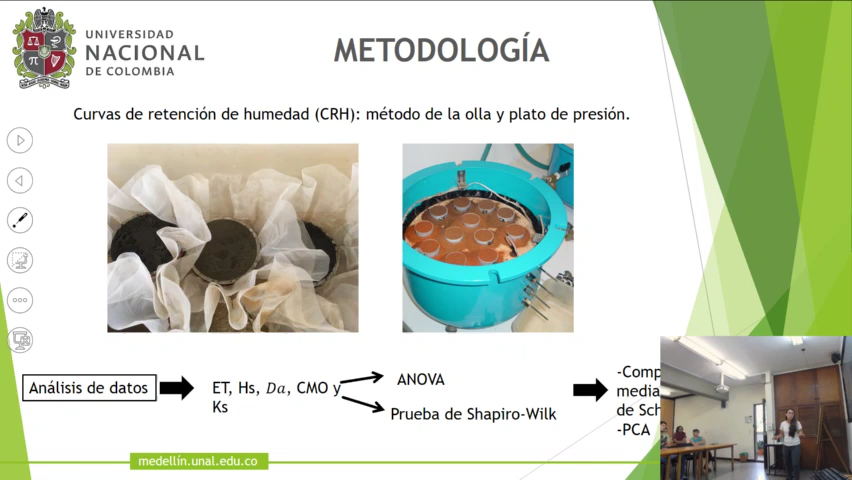 UNIVERSIDAD
NACIONAL
DE COLOMBIA
METODOLOGÍA
Curvas de retención de humedad (CRH): método de la olla y plato de presión.
Análisis de datos
ET, Hs, Da, CMO y
Ks
ANOVA
Prueba de Shapiro-Wilk
-Comp
media
de Sch
-PCA
medellín.unal.edu.co